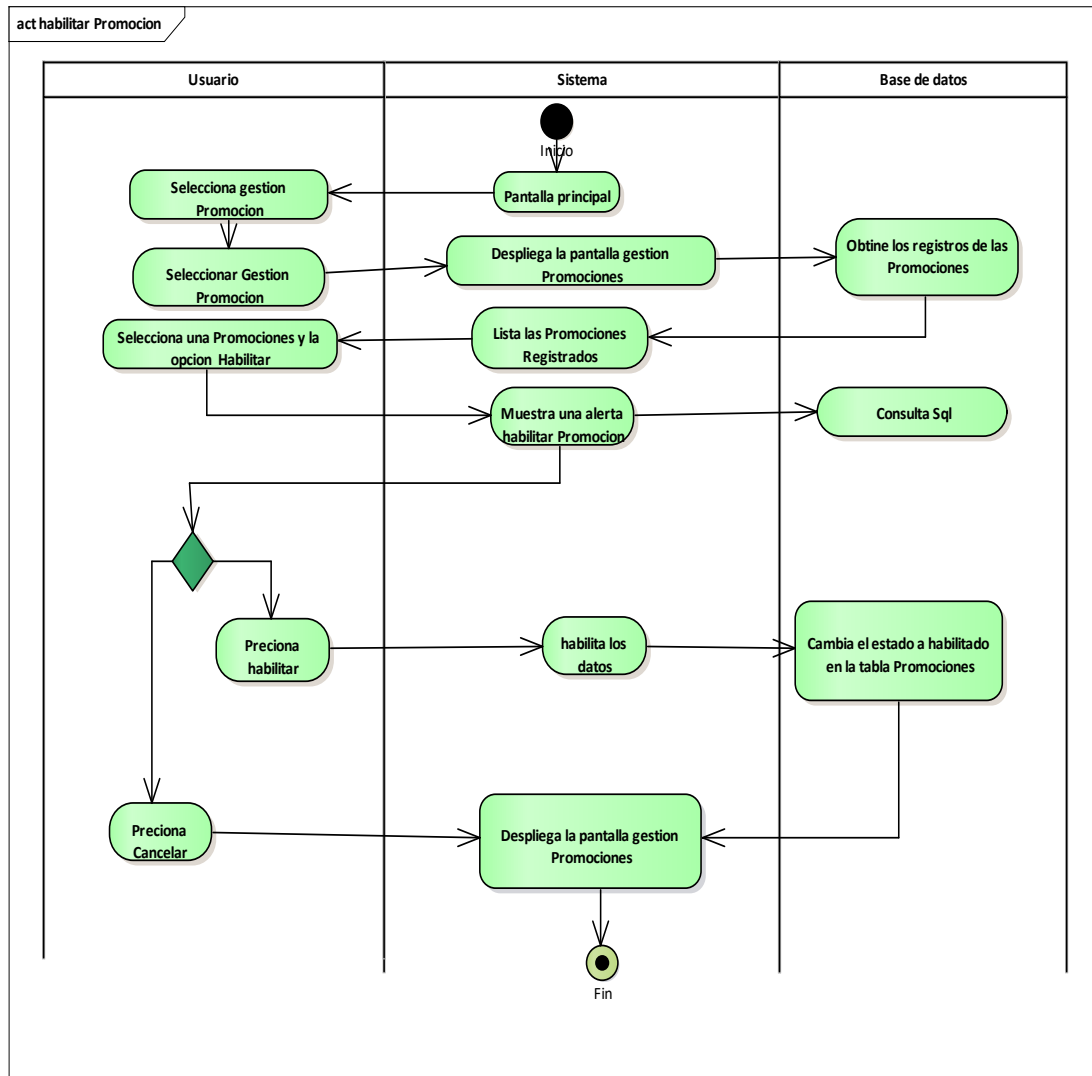 act habilitar Promocion
Usuario
Sistema
Base de datos
Inicio
Selecciona gestion
Promocion
Pantalla principal
Seleccionar Gestion
Promocion
Despliega la pantalla gestion
Promociones
Obtine los registros de las
Promociones
Selecciona una Promociones y la
opcion Habilitar
Lista las Promociones
Registrados
Muestra una alerta
habilitar Promocion
Consulta Sql
Preciona
habilitar
habilita los
datos
Cambia el estado a habilitado
en la tabla Promociones
Preciona
Cancelar
Despliega la pantalla gestion
Promociones
Fin